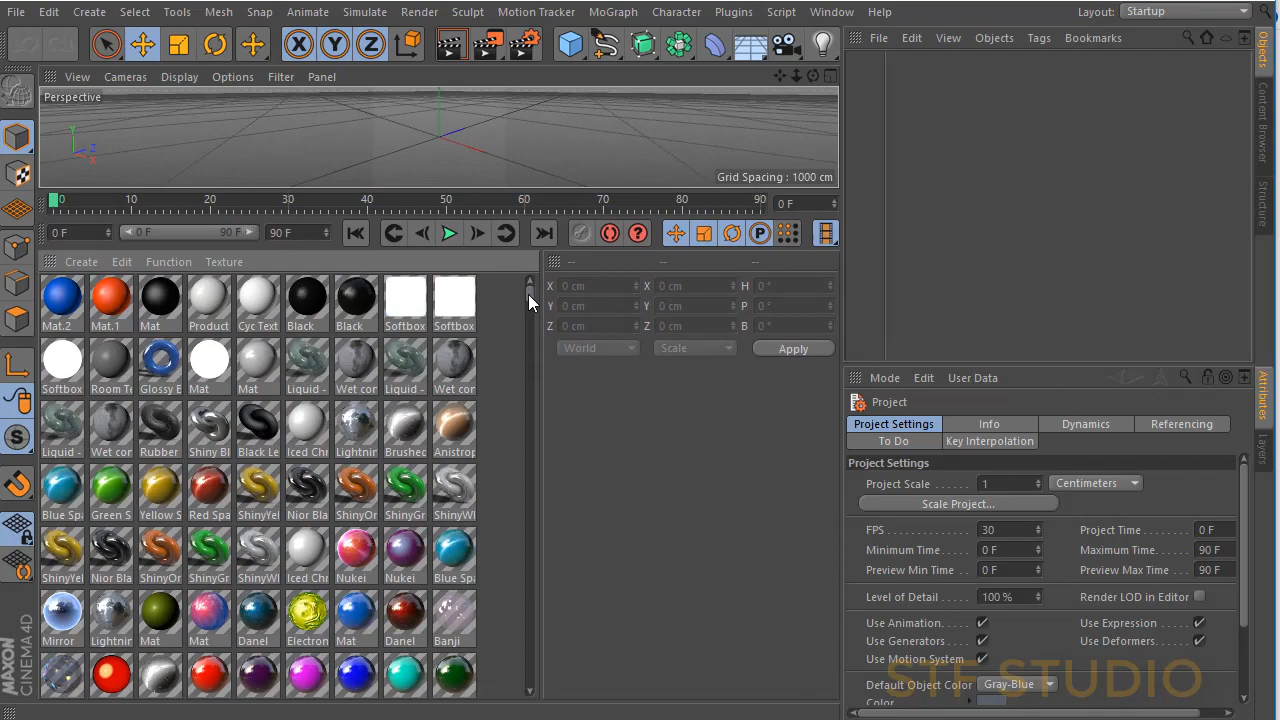 File Edit Create Select Tools Mesh Snap Animate Simulate Render Sculpt Motion Tracker MoGraph Character Plugins Script Window Help Layout: Startup
File Edit View Objects Tags Bookmarks
View Cameras Display Options Filter Panel
Perspective
Y
Z
X
Grid Spacing : 1000 cm
0 10 20 30 40 50 60 70 80 90 0 F
0 F 0 F 90 F 90 F
Create Edit Function Texture
-- -- --
X 0 cm X 0 cm H 0 °
Y 0 cm Y 0 cm P 0 °
Z 0 cm Z 0 cm B 0 °
World Scale Apply
Mat.2 Mat.1 Mat Product Cyc Text Black Black Softbox Softbox
Softbox Room Te Glossy E Mat Mat Liquid - Wet cor Liquid - Wet cor
Liquid - Wet cor Rubber Shiny Bl Black Le Iced Chr Lightnin Brushec Anistrop
Blue Spa Green S Yellow S Red Spa ShinyYel Nior Bla ShinyOr ShinyGr ShinyWl
ShinyYel Nior Bla ShinyOr ShinyGr ShinyWl Iced Chr Nukei Nukei Blue Spa
Mirror Lightnin Mat Mat Danel Electron Mat Danel Banji
Objects
Content Browser
Structure
Mode Edit User Data
Project
Project Settings Info Dynamics Referencing
To Do Key Interpolation
Project Settings
Project Scale 1 Centimeters
Scale Project...
FPS 30 Project Time 0 F
Minimum Time 0 F Maximum Time 90 F
Preview Min Time 0 F Preview Max Time 90 F
Level of Detail 100 % Render LOD in Editor
Use Animation Use Expression
Use Generators Use Deformers
Use Motion System
Default Object Color Gray-Blue
Color
Attributes
Layers
STF STUDIO
MAXON
CINEMA 4D